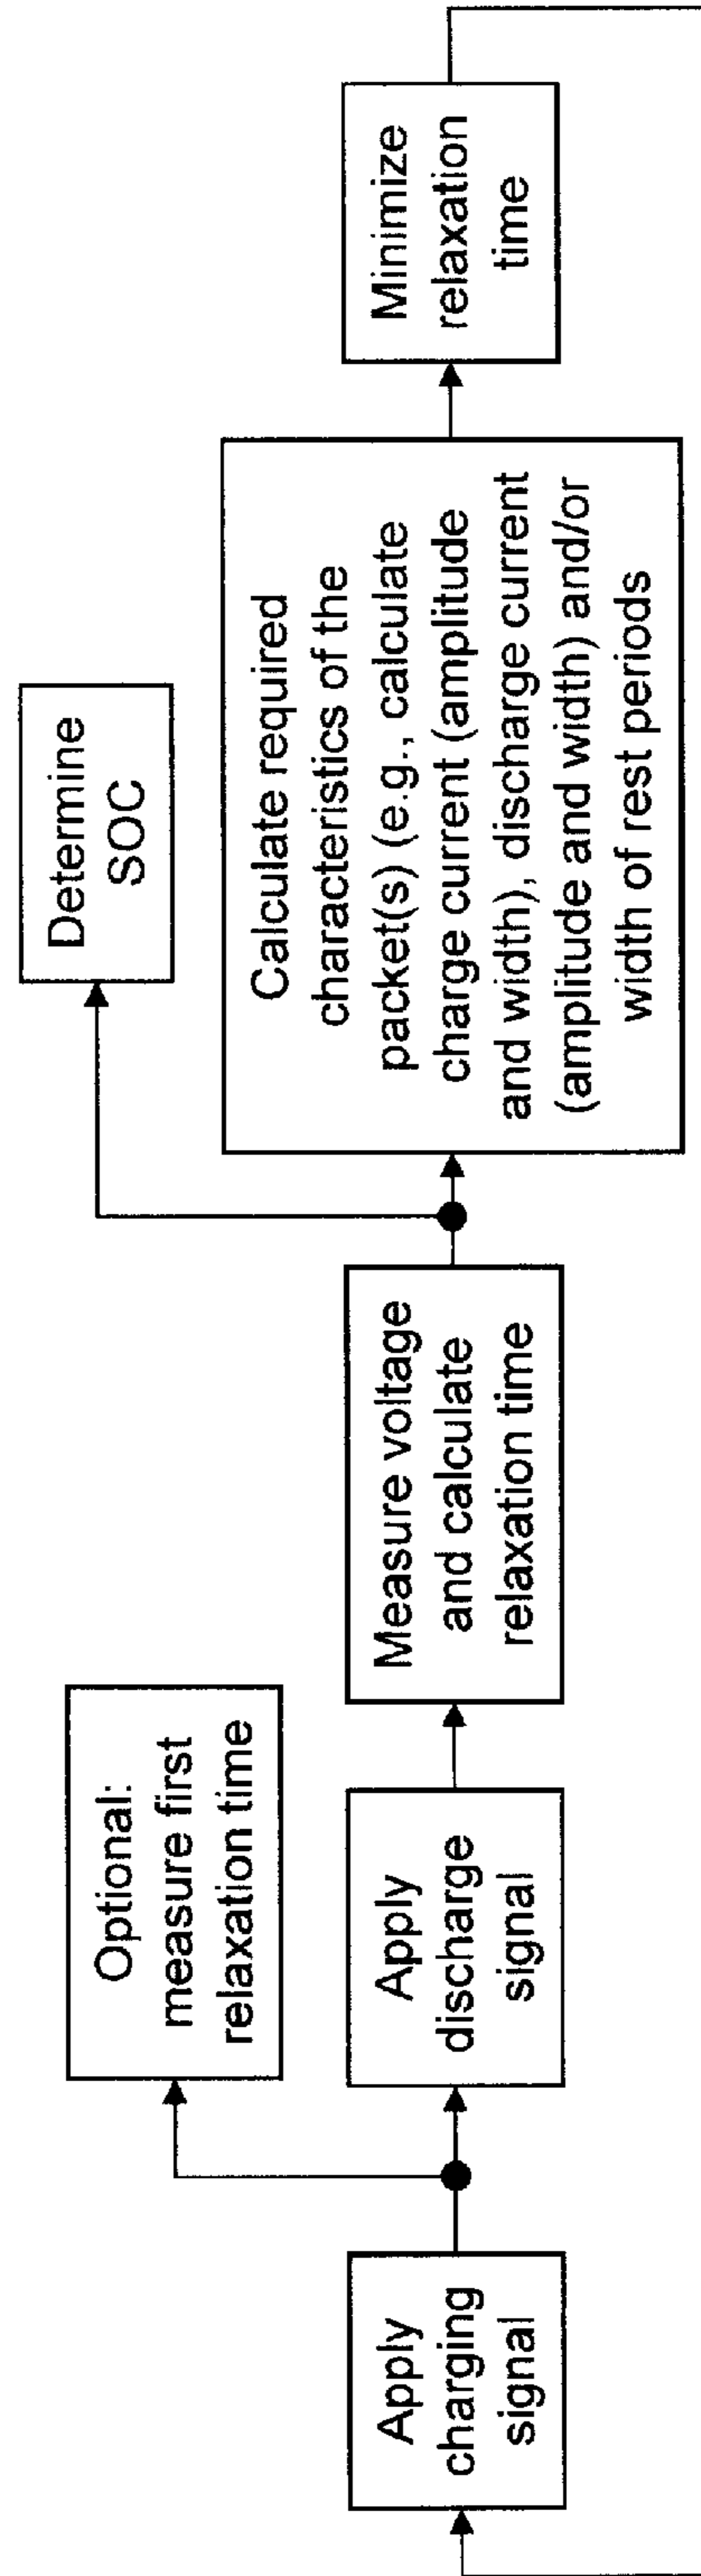 Apply
charging
signal
Optional:
measure first
relaxation time
Apply
discharge
signal
Measure voltage
and calculate
relaxation time
Determine
SOC
Calculate required
characteristics of the
packet(s) (e.g., calculate
charge current (amplitude
and width), discharge current
(amplitude and width) and/or
width of rest periods
Minimize
relaxation
time